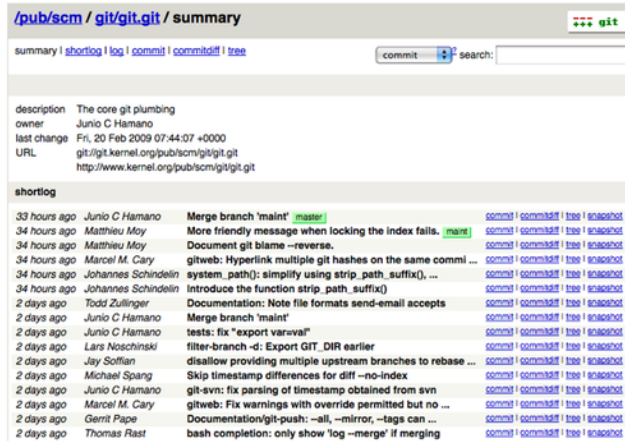 /pub/scm / git/git.git / summary
git
summary | shortlog | log | commit | commitdiff | tree
commit ? search:
description The core git plumbing
owner Junio C Hamano
last change Fri, 20 Feb 2009 07:44:07 +0000
URL git://git.kernel.org/pub/scm/git/git.git
http://www.kernel.org/pub/scm/git/git.git
shortlog
33 hours ago Junio C Hamano Merge branch 'maint' master commit | commitdiff | tree | snapshot
34 hours ago Matthieu Moy More friendly message when locking the index fails. maint commit | commitdiff | tree | snapshot
34 hours ago Matthieu Moy Document git blame --reverse. commit | commitdiff | tree | snapshot
34 hours ago Marcel M. Cary gitweb: Hyperlink multiple git hashes on the same commi ... commit | commitdiff | tree | snapshot
34 hours ago Johannes Schindelin system_path(): simplify using strip_path_suffix(), ... commit | commitdiff | tree | snapshot
34 hours ago Johannes Schindelin Introduce the function strip_path_suffix() commit | commitdiff | tree | snapshot
2 days ago Todd Zullinger Documentation: Note file formats send-email accepts commit | commitdiff | tree | snapshot
2 days ago Junio C Hamano Merge branch 'maint' commit | commitdiff | tree | snapshot
2 days ago Junio C Hamano tests: fix "export var=val" commit | commitdiff | tree | snapshot
2 days ago Lars Noschinski filter-branch -d: Export GIT_DIR earlier commit | commitdiff | tree | snapshot
2 days ago Jay Soffian disallow providing multiple upstream branches to rebase ... commit | commitdiff | tree | snapshot
2 days ago Michael Spang Skip timestamp differences for diff --no-index commit | commitdiff | tree | snapshot
2 days ago Junio C Hamano git-svn: fix parsing of timestamp obtained from svn commit | commitdiff | tree | snapshot
2 days ago Marcel M. Cary gitweb: Fix warnings with override permitted but no ... commit | commitdiff | tree | snapshot
2 days ago Gerrit Pape Documentation/git-push: --all, --mirror, --tags can ... commit | commitdiff | tree | snapshot
2 days ago Thomas Rast bash completion: only show 'log --merge' if merging commit | commitdiff | tree | snapshot